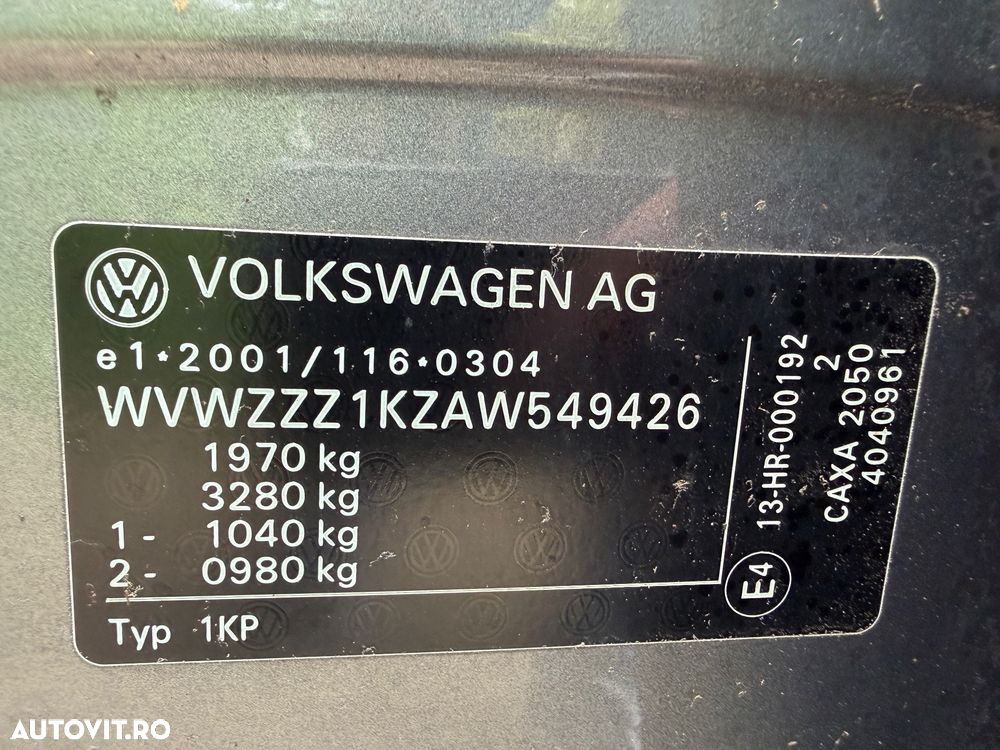 VOLKSWAGEN AG
e1*2001/116*0304
WVWZZZ1KZAW549426
1970 kg
3280 kg
1 - 1040 kg
2 - 0980 kg
Typ 1KP
E4 13-HR-000192
2
CAXA 2050
4040961
AUTOVIT.RO